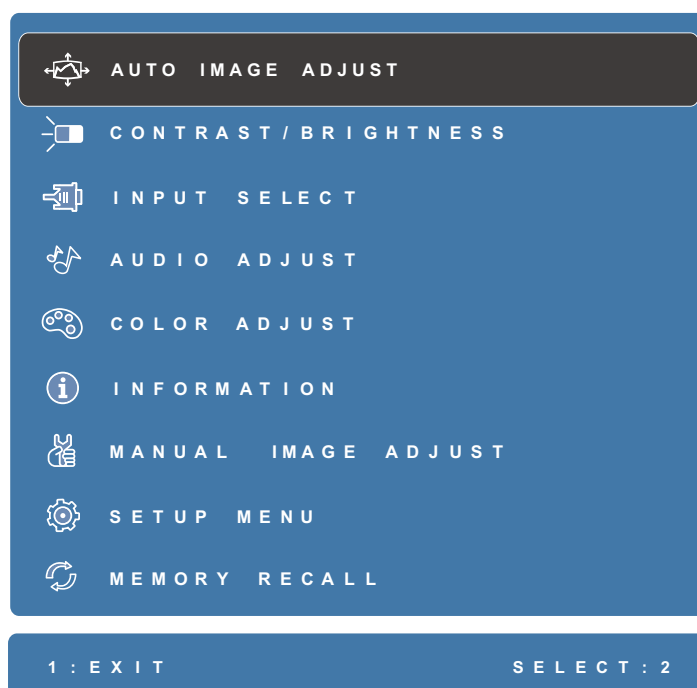 AUTO IMAGE ADJUST
CONTRAST/BRIGHTNESS
INPUT SELECT
AUDIO ADJUST
COLOR ADJUST
INFORMATION
MANUAL IMAGE ADJUST
SETUP MENU
MEMORY RECALL
1:EXIT SELECT:2